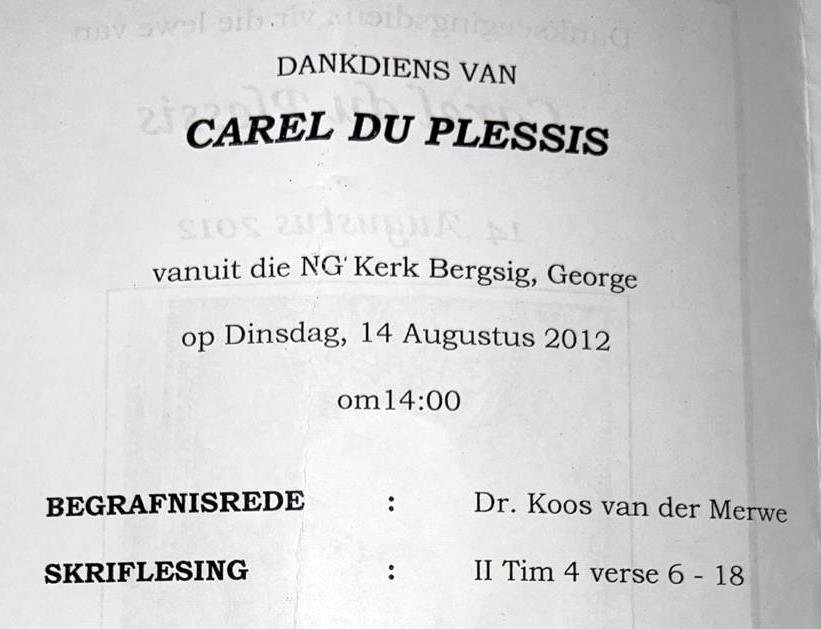 DANKDIENS VAN
CAREL DU PLESSIS
vanuit die NG Kerk Bergsig, George
op Dinsdag, 14 Augustus 2012
om14:00
BEGRAFNISREDE : Dr. Koos van der Merwe
SKRIFLESING : II Tim 4 verse 6 - 18